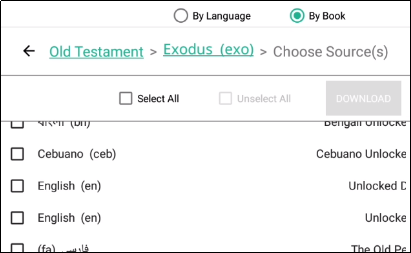 By Language By Book
Old Testament > Exodus (exo) > Choose Source(s)
Select All Unselect All DOWNLOAD
বাংলা (bn) Bengali Unlocke
Cebuano (ceb) Cebuano Unlocke
English (en) Unlocked D
English (en) Unlocke
فارسی (fa) The Old Pe